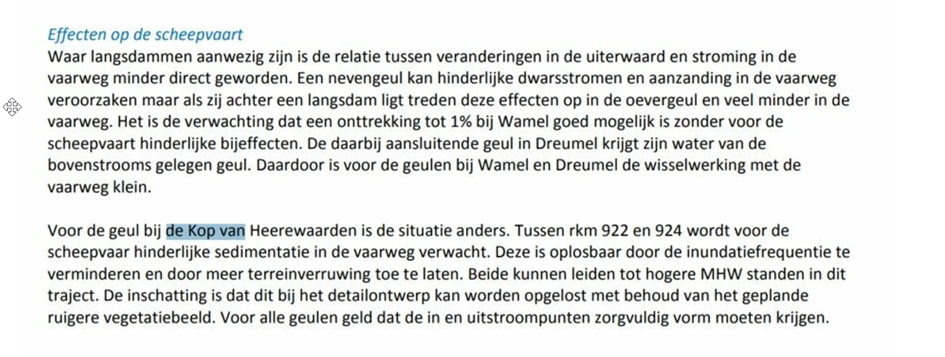 Effecten op de scheepvaart
Waar langsdammen aanwezig zijn is de relatie tussen veranderingen in de uiterwaard en stroming in de
vaarweg minder direct geworden. Een nevengeul kan hinderlijke dwarsstromen en aanzanding in de vaarweg
veroorzaken maar als zij achter een langsdam ligt treden deze effecten op in de oevergeul en veel minder in de
vaarweg. Het is de verwachting dat een onttrekking tot 1% bij Wamel goed mogelijk is zonder voor de
scheepvaart hinderlijke bijeffecten. De daarbij aansluitende geul in Dreumel krijgt zijn water van de
bovenstrooms gelegen geul. Daardoor is voor de geulen bij Wamel en Dreumel de wisselwerking met de
vaarweg klein.
Voor de geul bij de Kop van Heerewaarden is de situatie anders. Tussen rkm 922 en 924 wordt voor de
scheepvaar hinderlijke sedimentatie in de vaarweg verwacht. Deze is oplosbaar door de inundatiefrequentie te
verminderen en door meer terreinverruwing toe te laten. Beide kunnen leiden tot hogere MHW standen in dit
traject. De inschatting is dat dit bij het detailontwerp kan worden opgelost met behoud van het geplande
ruigere vegetatiebeeld. Voor alle geulen geldt dat de in en uitstroompunten zorgvuldig vorm moeten krijgen.